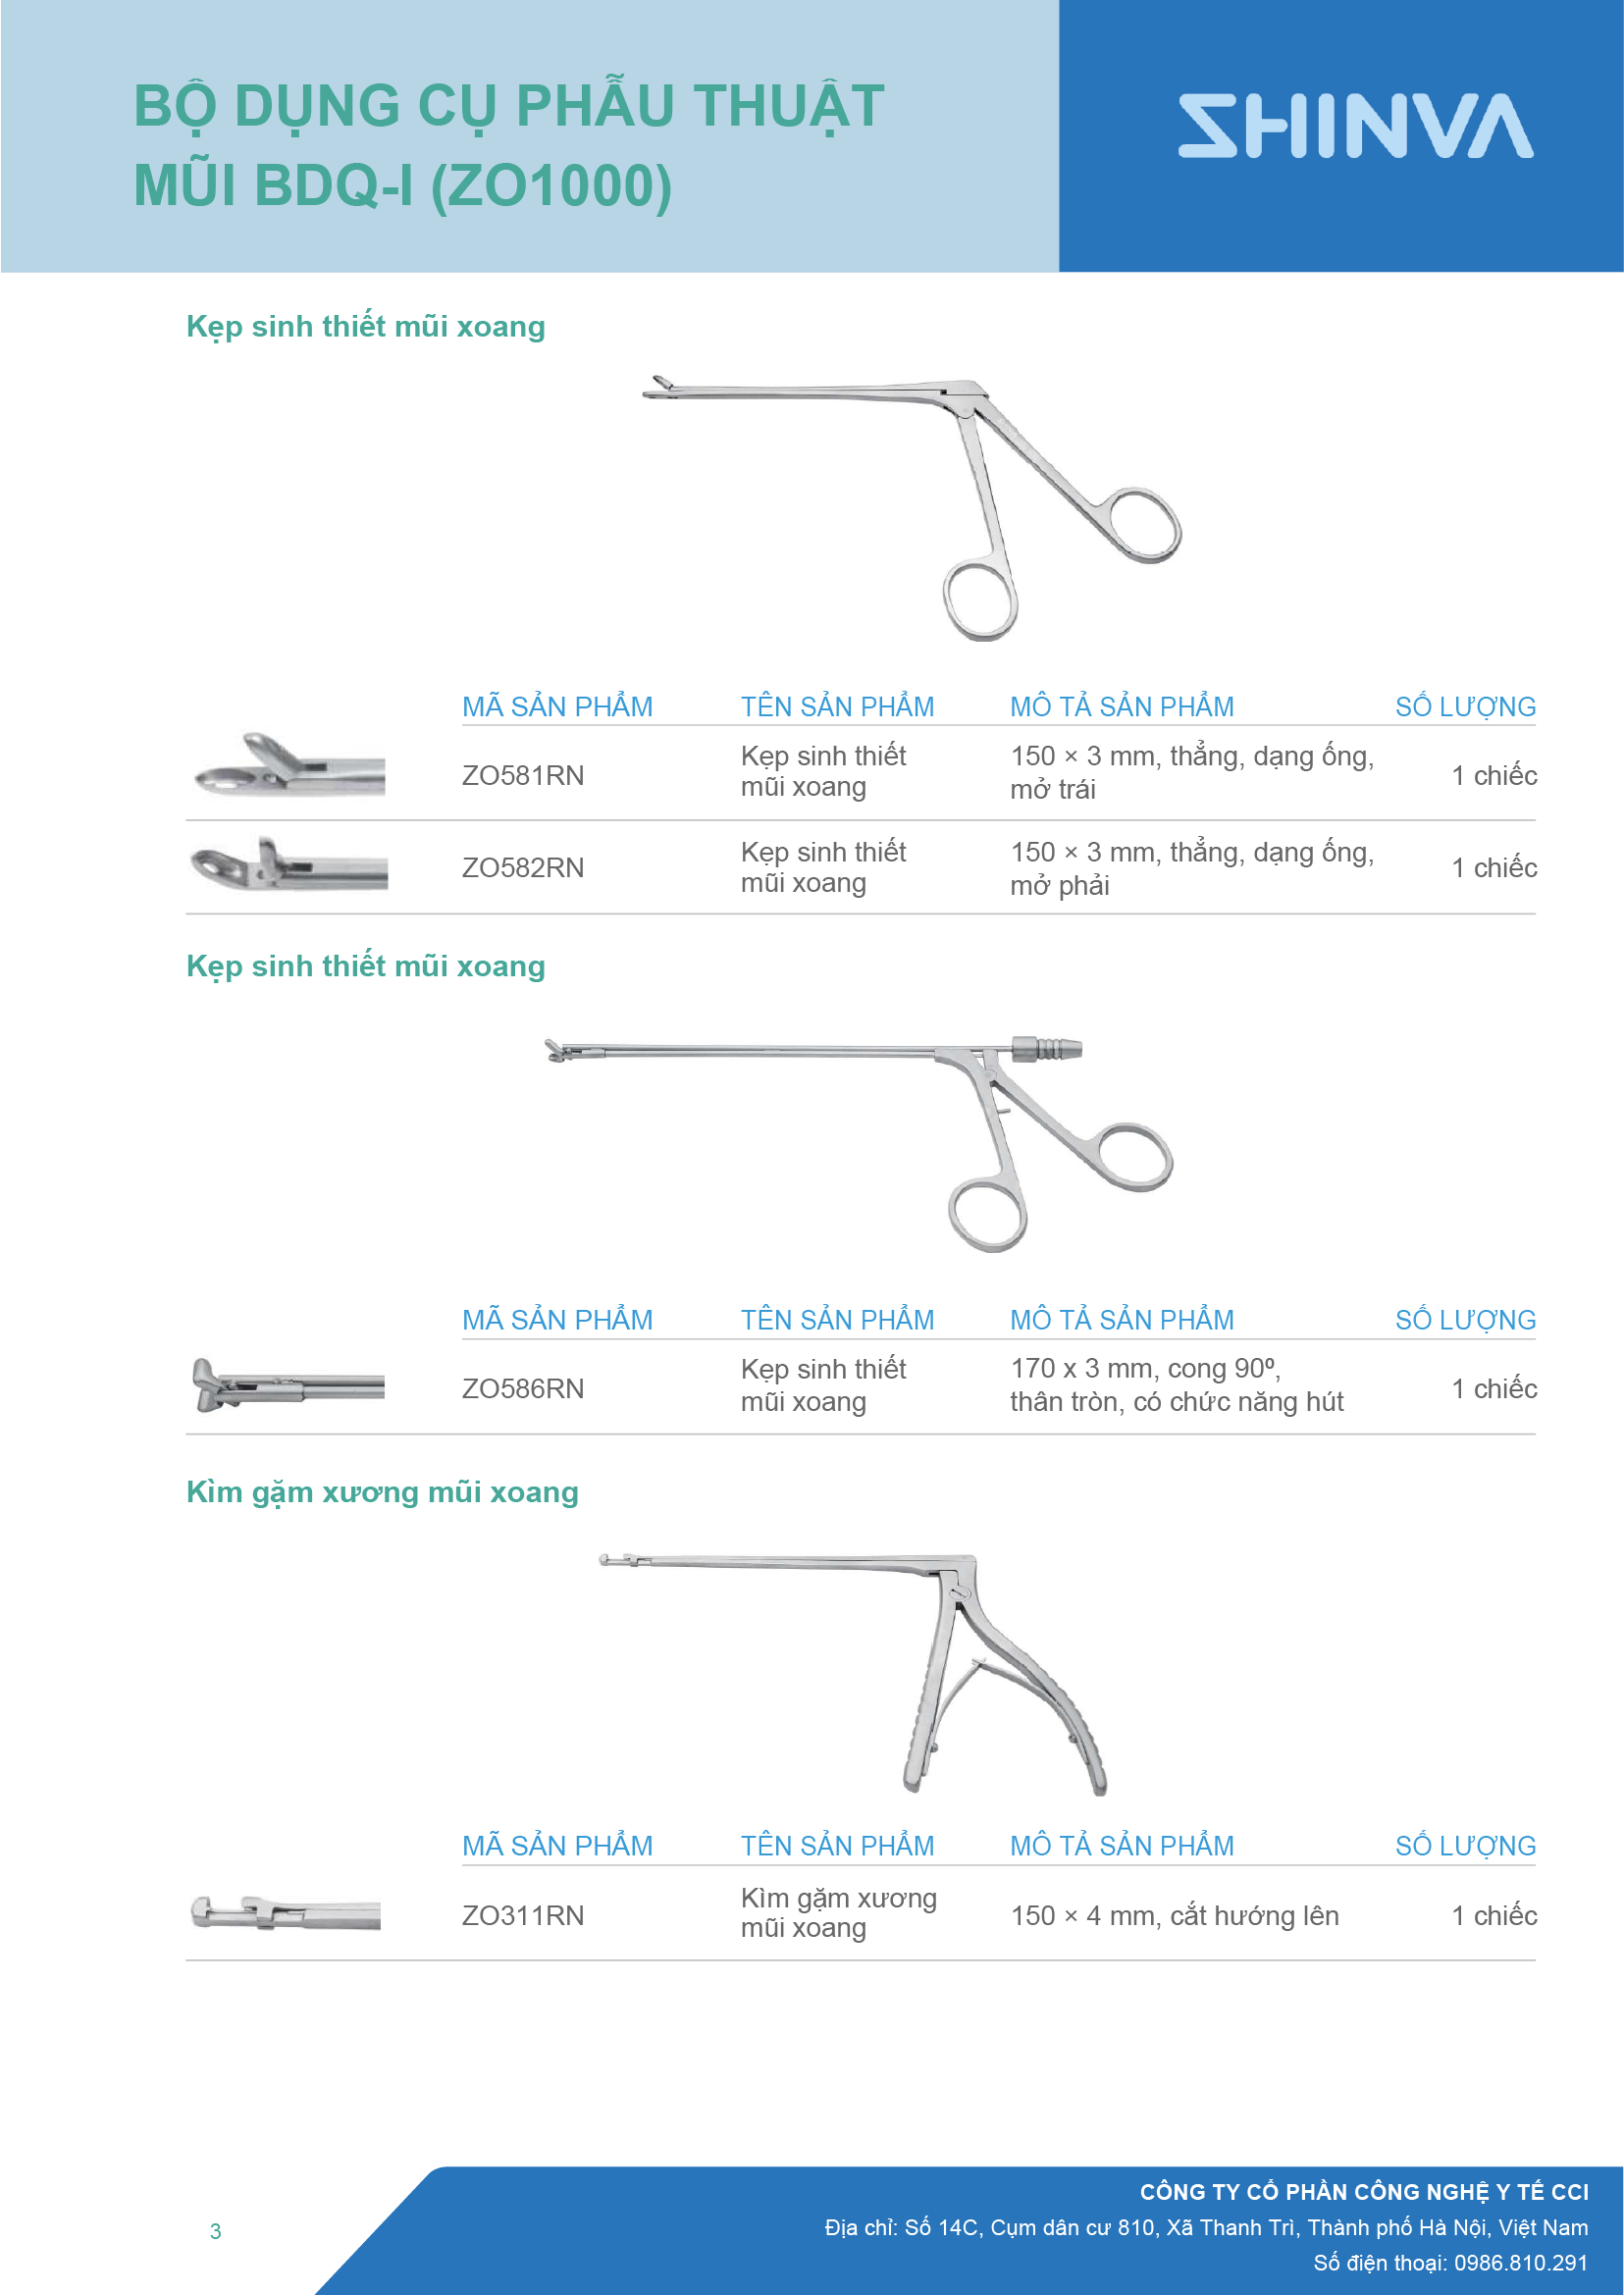 BỘ DỤNG CỤ PHẪU THUẬT
MŨI BDQ-I (ZO1000)
SHINVA
Kẹp sinh thiết mũi xoang
MÃ SẢN PHẨM TÊN SẢN PHẨM MÔ TẢ SẢN PHẨM SỐ LƯỢNG
ZO581RN Kẹp sinh thiết mũi xoang 150 × 3 mm, thẳng, dạng ống, mở trái 1 chiếc
ZO582RN Kẹp sinh thiết mũi xoang 150 × 3 mm, thẳng, dạng ống, mở phải 1 chiếc
Kẹp sinh thiết mũi xoang
MÃ SẢN PHẨM TÊN SẢN PHẨM MÔ TẢ SẢN PHẨM SỐ LƯỢNG
ZO586RN Kẹp sinh thiết mũi xoang 170 x 3 mm, cong 90º, thân tròn, có chức năng hút 1 chiếc
Kìm gặm xương mũi xoang
MÃ SẢN PHẨM TÊN SẢN PHẨM MÔ TẢ SẢN PHẨM SỐ LƯỢNG
ZO311RN Kìm gặm xương mũi xoang 150 × 4 mm, cắt hướng lên 1 chiếc
CÔNG TY CỔ PHẦN CÔNG NGHỆ Y TẾ CCI
Địa chỉ: Số 14C, Cụm dân cư 810, Xã Thanh Trì, Thành phố Hà Nội, Việt Nam
Số điện thoại: 0986.810.291
3